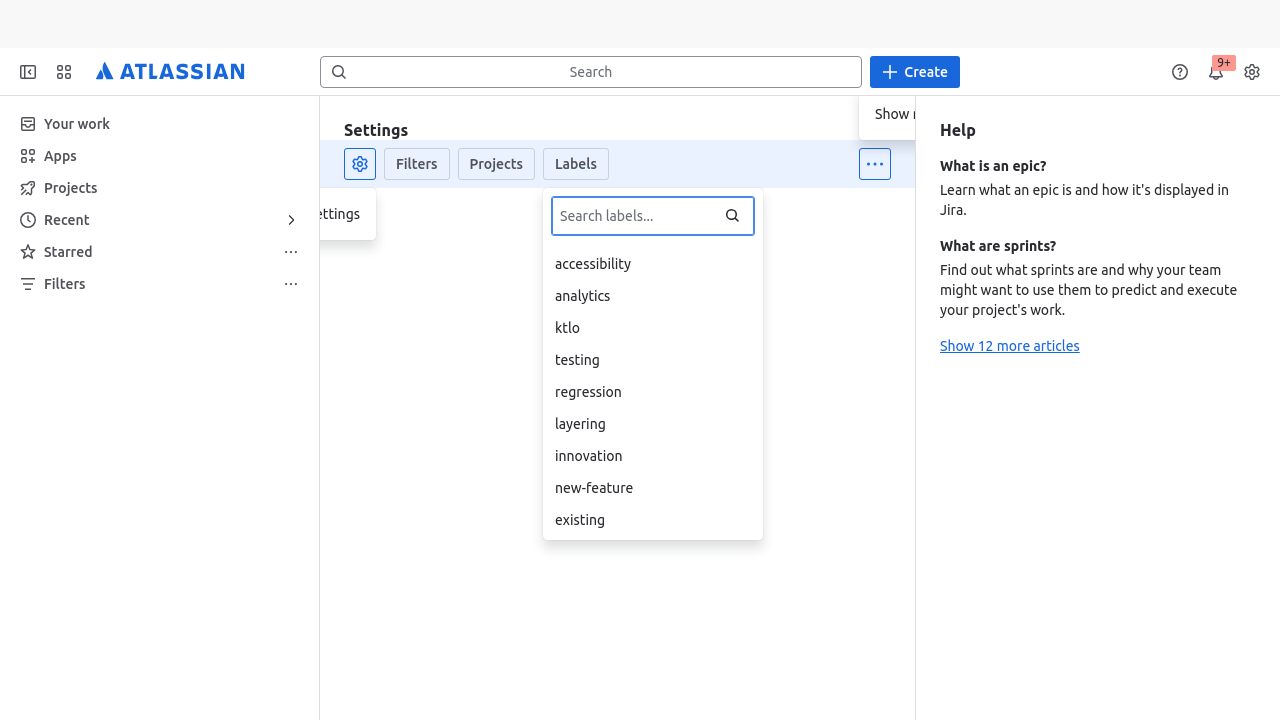 ATLASSIAN
Search
Create
9+
Your work
Apps
Projects
Recent
Starred
Filters
Settings
Show
Filters
Projects
Labels
Search labels...
accessibility
analytics
ktlo
testing
regression
layering
innovation
new-feature
existing
Help
What is an epic?
Learn what an epic is and how it's displayed in
Jira.
What are sprints?
Find out what sprints are and why your team
might want to use them to predict and execute
your project's work.
Show 12 more articles